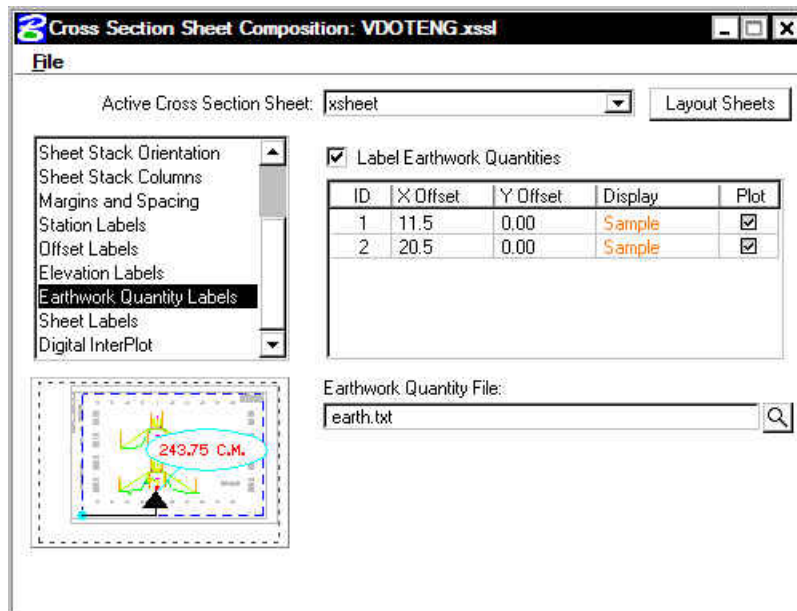 Cross Section Sheet Composition: VDOTENG.xssl
File
Active Cross Section Sheet: xsheet Layout Sheets
Sheet Stack Orientation
Sheet Stack Columns
Margins and Spacing
Station Labels
Offset Labels
Elevation Labels
Earthwork Quantity Labels
Sheet Labels
Digital InterPlot
Label Earthwork Quantities
ID X Offset Y Offset Display Plot
1 11.5 0.00 Sample
2 20.5 0.00 Sample
243.75 C.M.
Earthwork Quantity File:
earth.txt